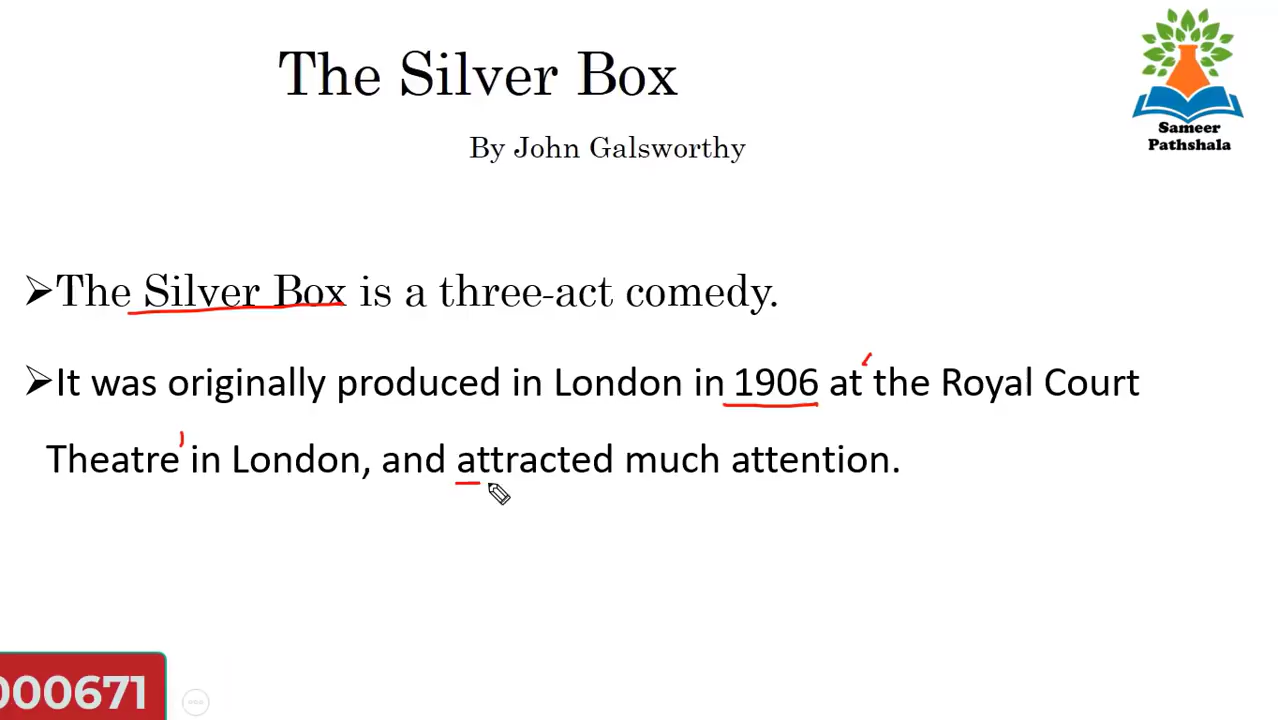 The Silver Box
By John Galsworthy
Sameer
Pathshala
➢The Silver Box is a three-act comedy.
➢It was originally produced in London in 1906 at the Royal Court
Theatre in London, and attracted much attention.
000671